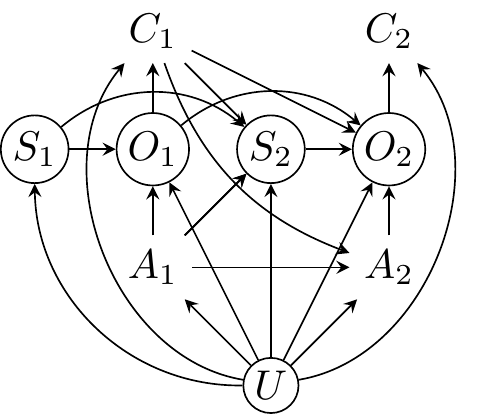 C₁ C₂
S₁ O₁ S₂ O₂
A₁ A₂
U